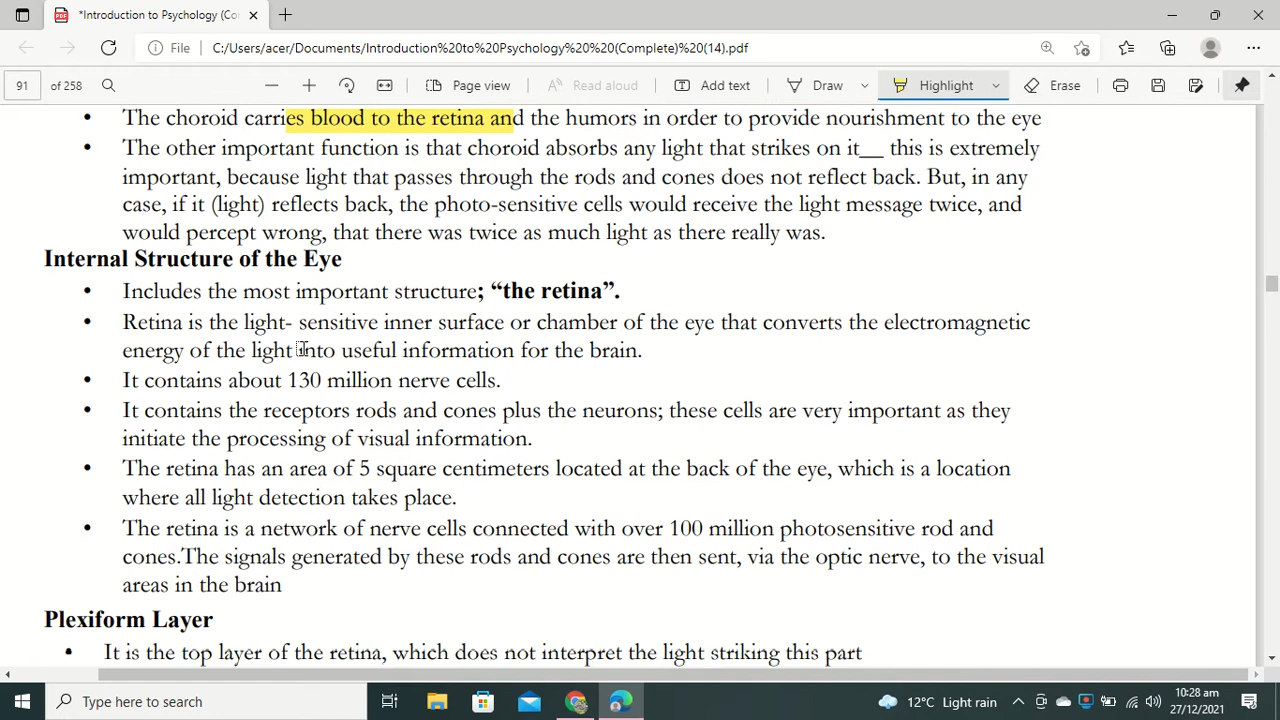 *Introduction to Psychology (Co
File
C:/Users/acer/Documents/Introduction%20to%20Psychology%20%20(Complete)%20(14).pdf
91 of 258
Page view
Read aloud
Add text
Draw
Highlight
Erase
• The choroid carries blood to the retina and the humors in order to provide nourishment to the eye
• The other important function is that choroid absorbs any light that strikes on it__ this is extremely
important, because light that passes through the rods and cones does not reflect back. But, in any
case, if it (light) reflects back, the photo-sensitive cells would receive the light message twice, and
would percept wrong, that there was twice as much light as there really was.
Internal Structure of the Eye
• Includes the most important structure; “the retina”.
• Retina is the light- sensitive inner surface or chamber of the eye that converts the electromagnetic
energy of the light into useful information for the brain.
• It contains about 130 million nerve cells.
• It contains the receptors rods and cones plus the neurons; these cells are very important as they
initiate the processing of visual information.
• The retina has an area of 5 square centimeters located at the back of the eye, which is a location
where all light detection takes place.
• The retina is a network of nerve cells connected with over 100 million photosensitive rod and
cones.The signals generated by these rods and cones are then sent, via the optic nerve, to the visual
areas in the brain
Plexiform Layer
• It is the top layer of the retina, which does not interpret the light striking this part
Type here to search
12°C Light rain
10:28 am
27/12/2021